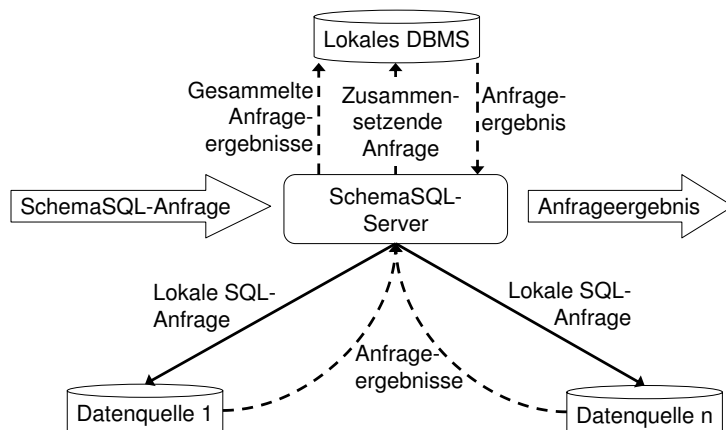 Lokales DBMS
Gesammelte
Anfrage-
ergebnisse
Zusammen-
setzende
Anfrage
Anfrage-
ergebnis
SchemaSQL-Anfrage
SchemaSQL-
Server
Anfrageergebnis
Lokale SQL-
Anfrage
Lokale SQL-
Anfrage
Anfrage-
ergebnisse
Datenquelle 1
Datenquelle n